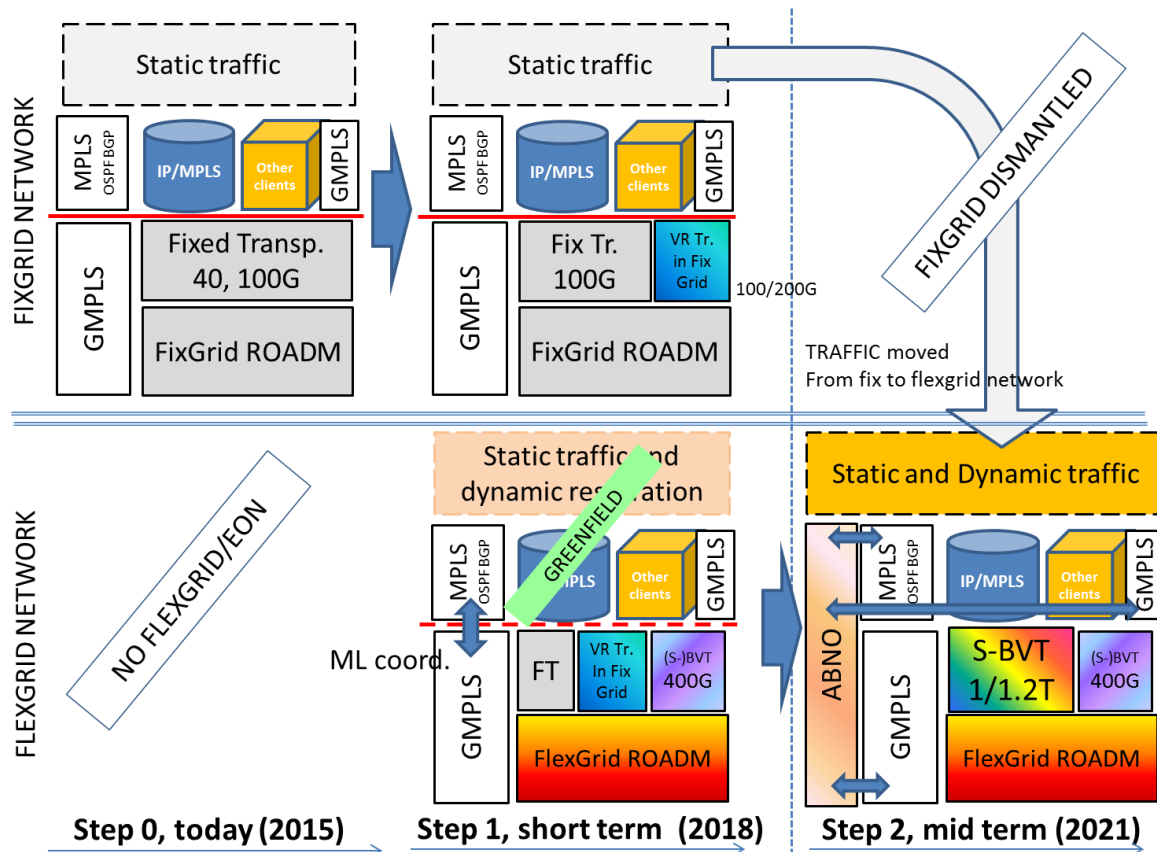 FIXGRID NETWORK
Static traffic
MPLS
OSPF BGP
IP/MPLS
Other
clients
GMPLS
GMPLS
Fixed Transp.
40, 100G
FixGrid ROADM
Static traffic
MPLS
OSPF BGP
IP/MPLS
Other
clients
GMPLS
GMPLS
Fix Tr.
100G
VR Tr.
in Fix
Grid
100/200G
FixGrid ROADM
FIXGRID DISMANTLED
TRAFFIC moved
From fix to flexgrid network
FLEXGRID NETWORK
NO FLEXGRID/EON
Static traffic and
dynamic
GREENFIELD
MPLS
OSPF BGP
Other
clients
GMPLS
ML coord.
GMPLS
FT
VR Tr.
In Fix
Grid
(S-)BVT
400G
FlexGrid ROADM
Static and Dynamic traffic
ABNO
MPLS
OSPF BGP
IP/MPLS
Other
clients
GMPLS
GMPLS
S-BVT
1/1.2T
(S-)BVT
400G
FlexGrid ROADM
Step 0, today (2015)
Step 1, short term (2018)
Step 2, mid term (2021)